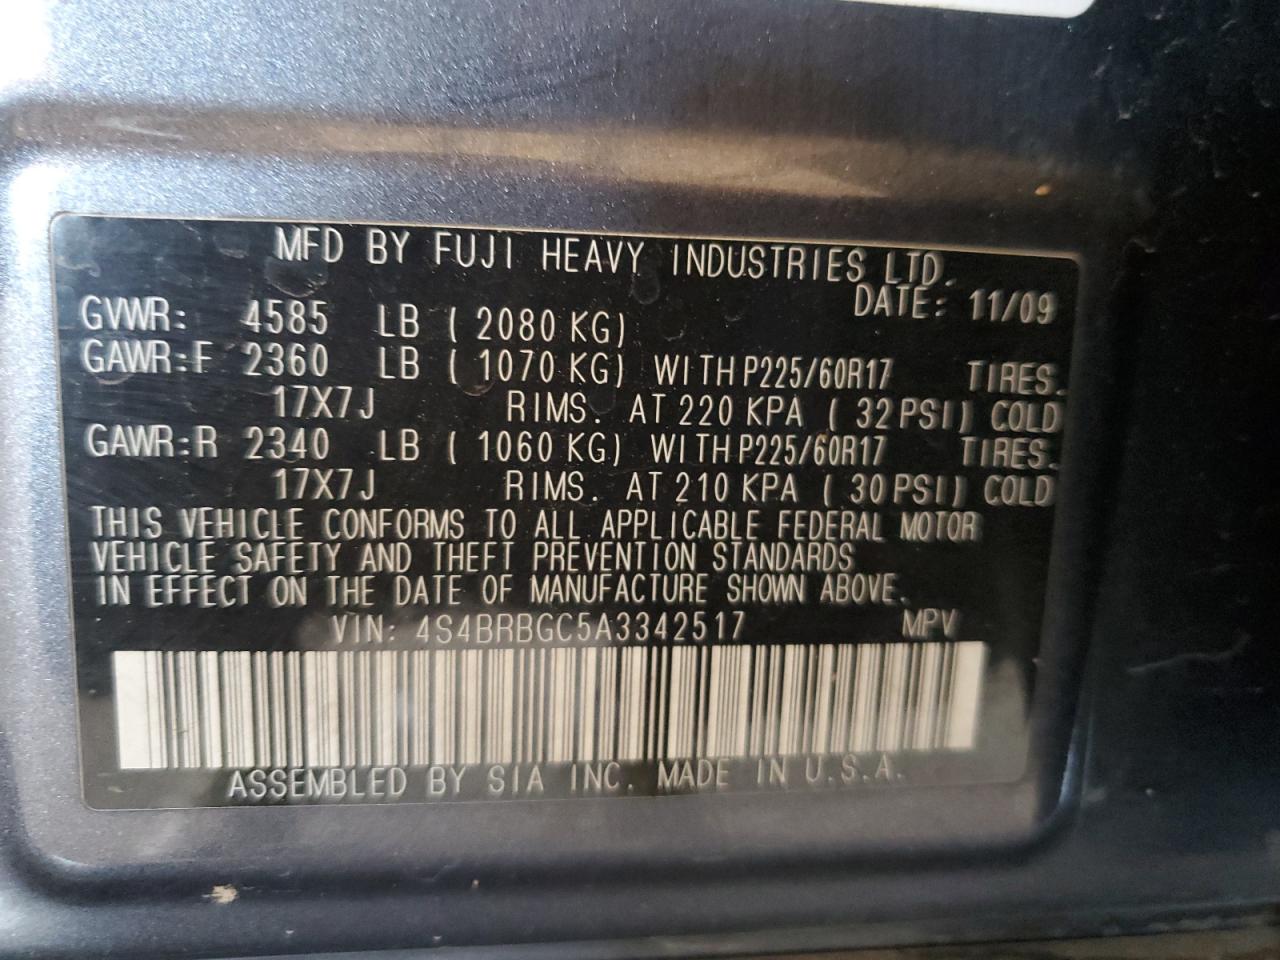 MFD BY FUJI HEAVY INDUSTRIES LTD.
DATE: 11/09
GVWR: 4585 LB ( 2080 KG)
GAWR:F 2360 LB ( 1070 KG) WITH P225/60R17 TIRES.
17X7J RIMS. AT 220 KPA ( 32 PSI) COLD
GAWR:R 2340 LB ( 1060 KG) WITH P225/60R17 TIRES.
17X7J RIMS. AT 210 KPA ( 30 PSI) COLD
THIS VEHICLE CONFORMS TO ALL APPLICABLE FEDERAL MOTOR
VEHICLE SAFETY AND THEFT PREVENTION STANDARDS
IN EFFECT ON THE DATE OF MANUFACTURE SHOWN ABOVE.
VIN: 4S4BRBGC5A3342517 MPV
ASSEMBLED BY SIA INC. MADE IN U.S.A.